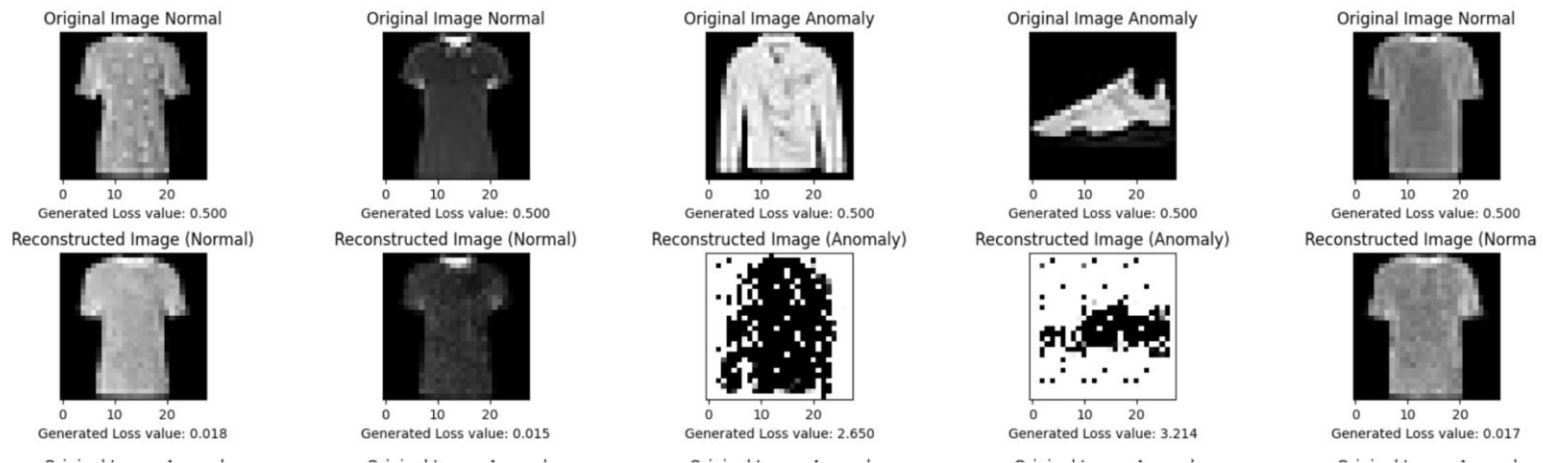 Original Image Normal
Original Image Normal
Original Image Anomaly
Original Image Anomaly
Original Image Normal
0 10 20
0 10 20
0 10 20
0 10 20
0 10 20
Generated Loss value: 0.500
Generated Loss value: 0.500
Generated Loss value: 0.500
Generated Loss value: 0.500
Generated Loss value: 0.500
Reconstructed Image (Normal)
Reconstructed Image (Normal)
Reconstructed Image (Anomaly)
Reconstructed Image (Anomaly)
Reconstructed Image (Norma
0 10 20
0 10 20
0 10 20
0 10 20
0 10 20
Generated Loss value: 0.018
Generated Loss value: 0.015
Generated Loss value: 2.650
Generated Loss value: 3.214
Generated Loss value: 0.017